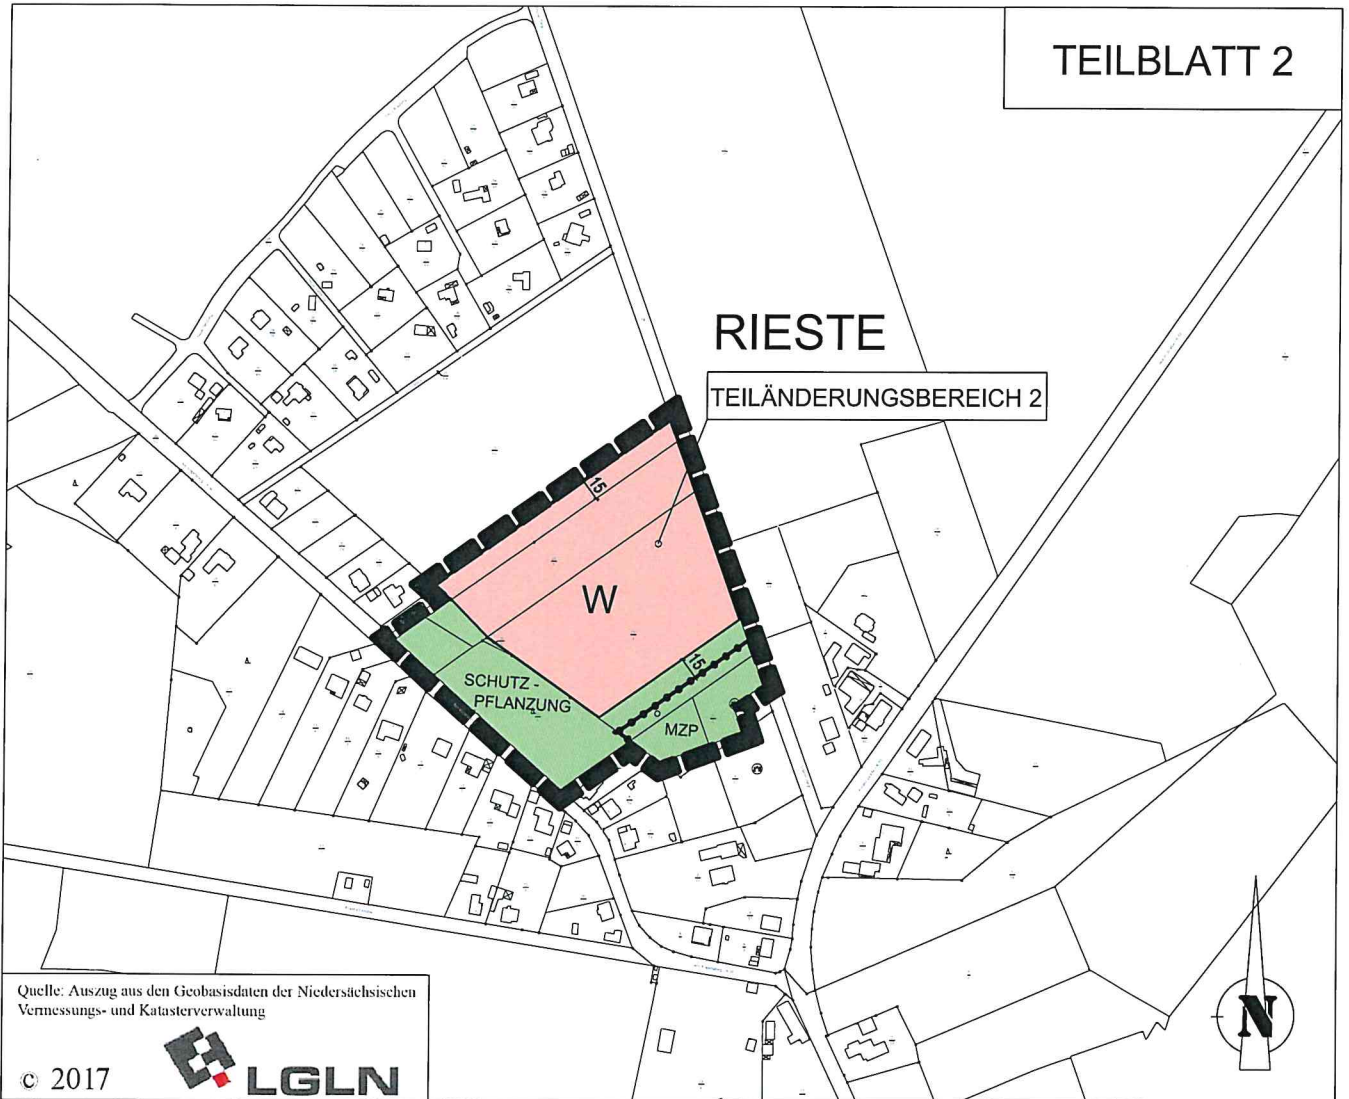 TEILBLATT 2
RIESTE
TEILÄNDERUNGSBEREICH 2
15
W
15
SCHUTZ -
PFLANZUNG
MZP
Quelle: Auszug aus den Geobasisdaten der Niedersächsischen
Vermessungs- und Katasterverwaltung
© 2017
LGLN
N